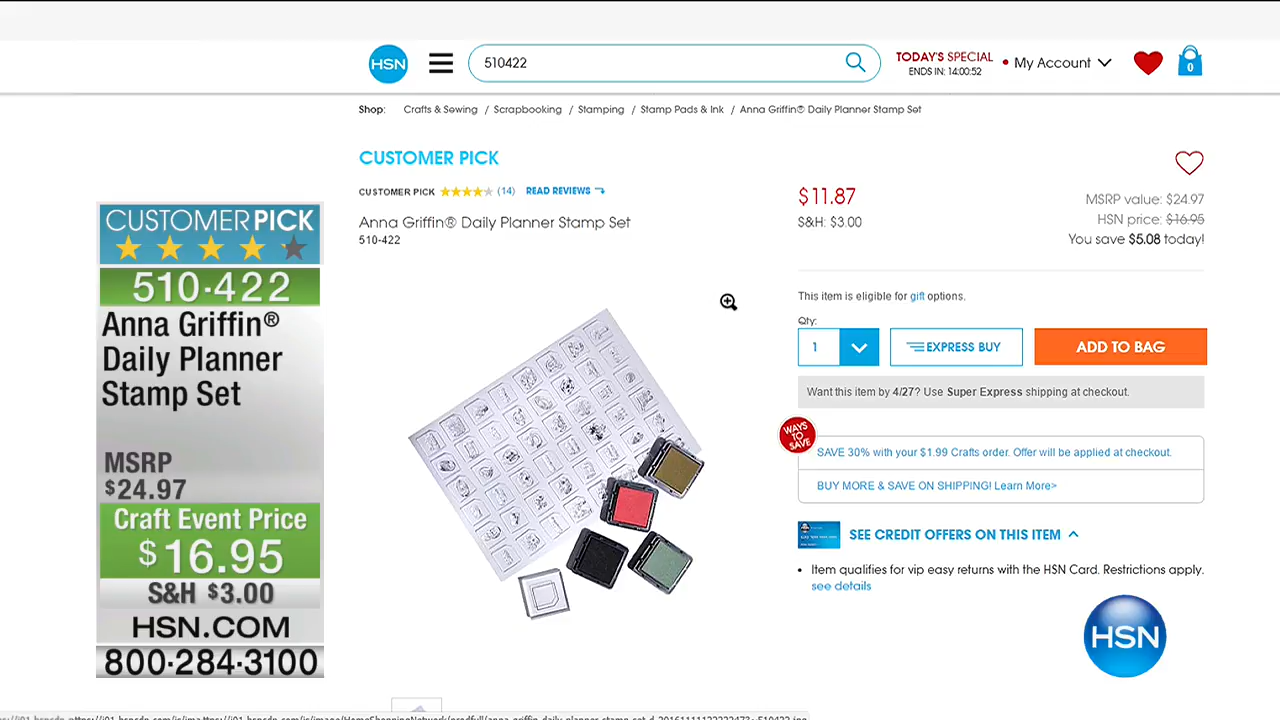 HSN
510422
TODAY'S SPECIAL
ENDS IN: 14:00:52
My Account
0
Shop: Crafts & Sewing / Scrapbooking / Stamping / Stamp Pads & Ink / Anna Griffin® Daily Planner Stamp Set
CUSTOMER PICK
CUSTOMER PICK (14) READ REVIEWS
Anna Griffin® Daily Planner Stamp Set
510-422
$11.87
S&H: $3.00
MSRP value: $24.97
HSN price: $16.95
You save $5.08 today!
This item is eligible for gift options.
Qty:
1
EXPRESS BUY
ADD TO BAG
Want this item by 4/27? Use Super Express shipping at checkout.
WAYS
TO
SAVE
SAVE 30% with your $1.99 Crafts order. Offer will be applied at checkout.
BUY MORE & SAVE ON SHIPPING! Learn More>
SEE CREDIT OFFERS ON THIS ITEM
• Item qualifies for vip easy returns with the HSN Card. Restrictions apply.
see details
HSN
CUSTOMER PICK
510·422
Anna Griffin®
Daily Planner
Stamp Set
MSRP
$24.97
Craft Event Price
$16.95
S&H $3.00
HSN.COM
800·284·3100